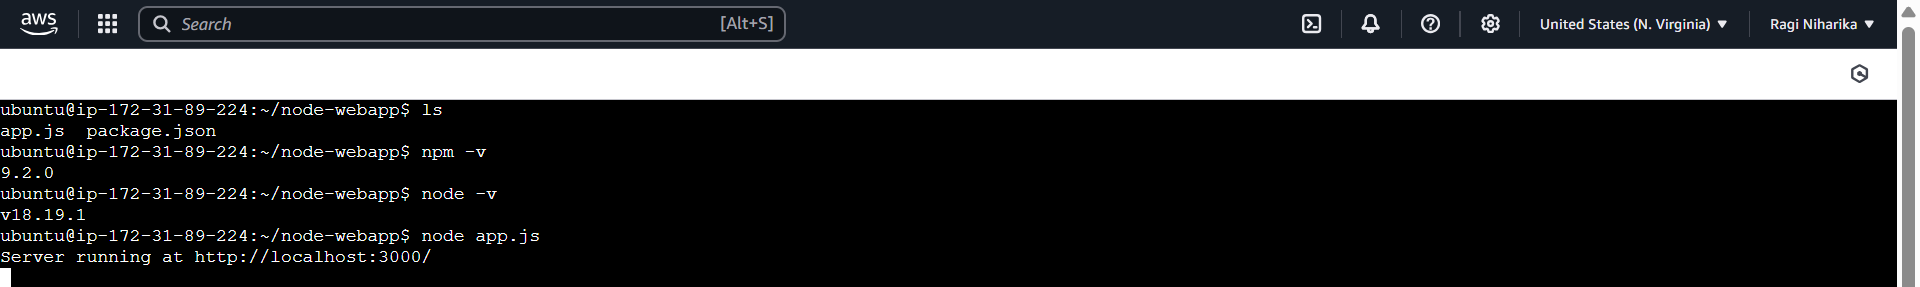 aws
Search [Alt+S] United States (N. Virginia) Ragi Niharika
ubuntu@ip-172-31-89-224:~/node-webapp$ ls
app.js  package.json
ubuntu@ip-172-31-89-224:~/node-webapp$ npm -v
9.2.0
ubuntu@ip-172-31-89-224:~/node-webapp$ node -v
v18.19.1
ubuntu@ip-172-31-89-224:~/node-webapp$ node app.js
Server running at http://localhost:3000/